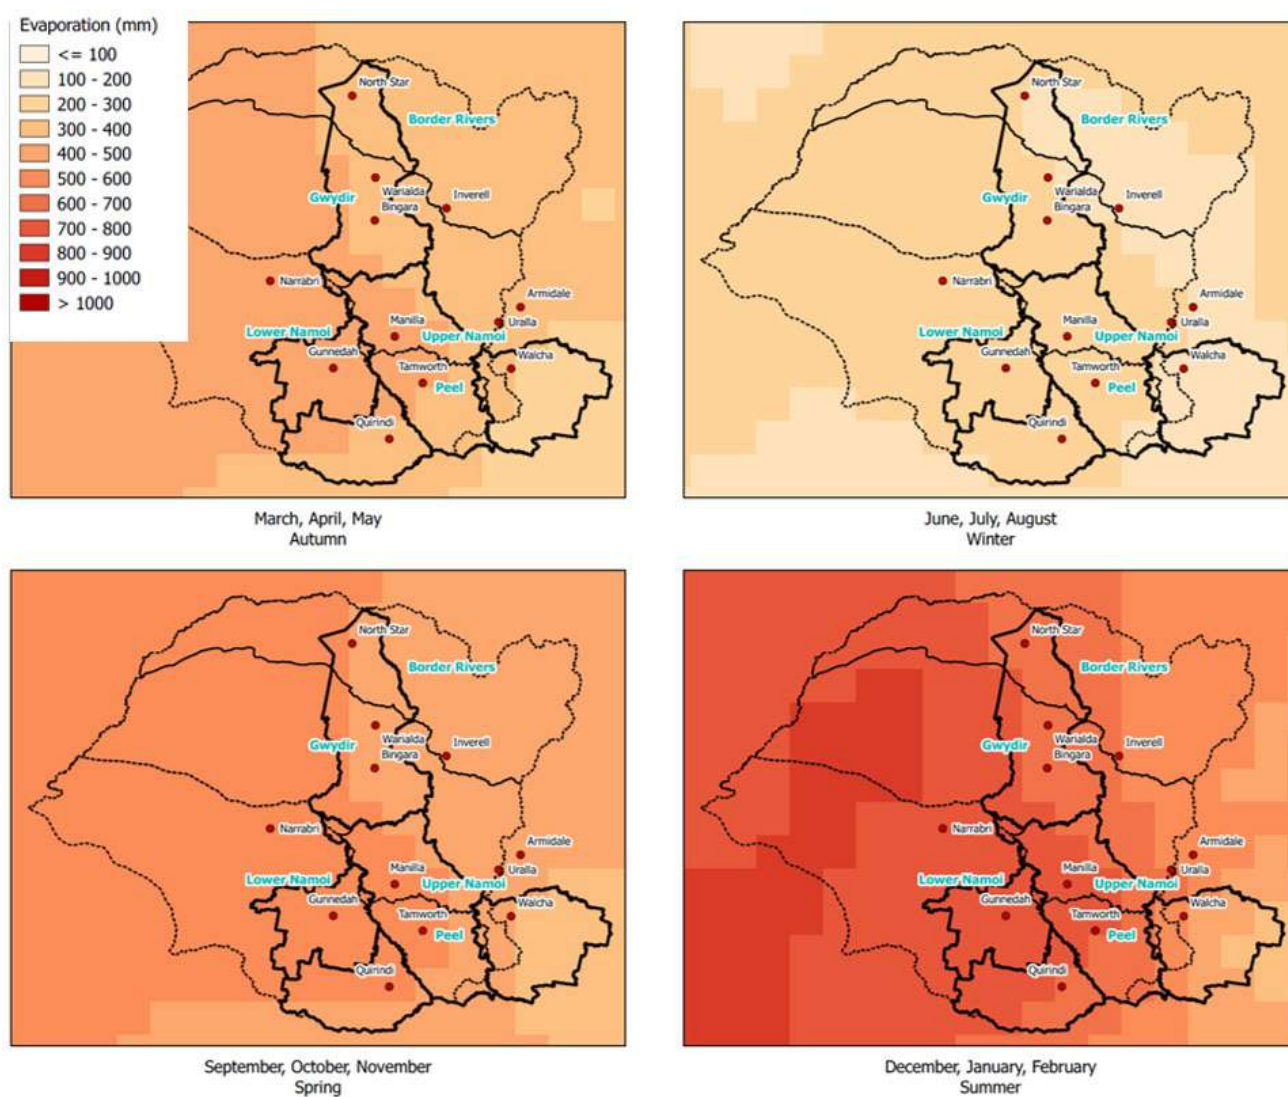 Evaporation (mm)
<= 100
100 - 200
200 - 300
300 - 400
400 - 500
500 - 600
600 - 700
700 - 800
800 - 900
900 - 1000
> 1000
North Star
Border Rivers
Warialda
Gwydir
Bingara
Inverell
Narrabri
Armidale
Manilla
Uralla
Lower Namoi
Upper Namoi
Gunnedah
Tamworth
Walcha
Peel
Quirindi
March, April, May
Autumn
North Star
Border Rivers
Warialda
Gwydir
Bingara
Inverell
Narrabri
Armidale
Manilla
Uralla
Lower Namoi
Upper Namoi
Gunnedah
Tamworth
Walcha
Peel
Quirindi
June, July, August
Winter
North Star
Border Rivers
Warialda
Gwydir
Bingara
Inverell
Narrabri
Armidale
Manilla
Uralla
Lower Namoi
Upper Namoi
Gunnedah
Tamworth
Walcha
Peel
Quirindi
September, October, November
Spring
North Star
Border Rivers
Warialda
Gwydir
Bingara
Inverell
Narrabri
Armidale
Manilla
Uralla
Lower Namoi
Upper Namoi
Gunnedah
Tamworth
Walcha
Peel
Quirindi
December, January, February
Summer